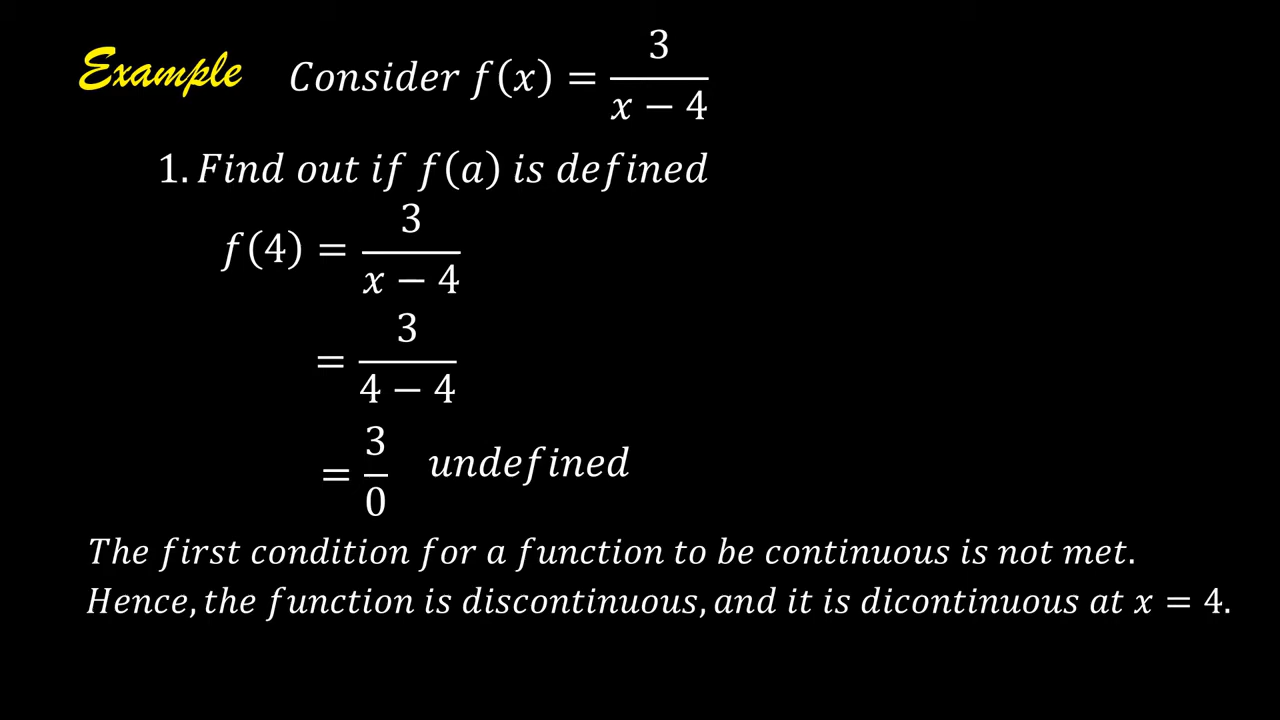 Example Consider f(x) = 3/(x − 4)
1. Find out if f(a) is defined
f(4) = 3/(x − 4)
= 3/(4 − 4)
= 3/0 undefined
The first condition for a function to be continuous is not met.
Hence, the function is discontinuous, and it is dicontinuous at x = 4.